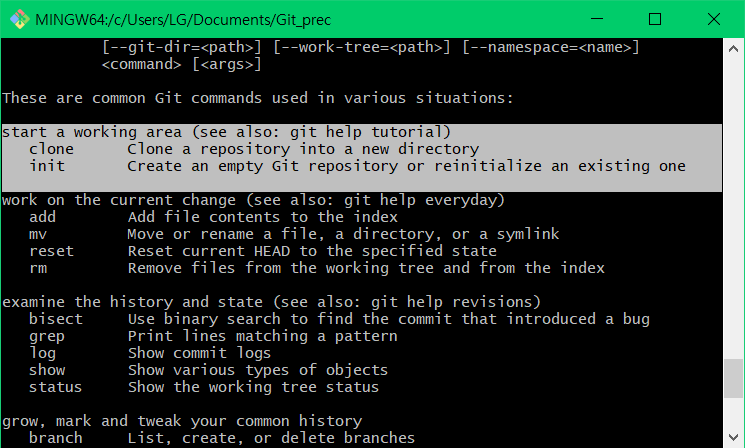 MINGW64:/c/Users/LG/Documents/Git_prec
[--git-dir=<path>] [--work-tree=<path>] [--namespace=<name>]
<command> [<args>]
These are common Git commands used in various situations:
start a working area (see also: git help tutorial)
clone Clone a repository into a new directory
init Create an empty Git repository or reinitialize an existing one
work on the current change (see also: git help everyday)
add Add file contents to the index
mv Move or rename a file, a directory, or a symlink
reset Reset current HEAD to the specified state
rm Remove files from the working tree and from the index
examine the history and state (see also: git help revisions)
bisect Use binary search to find the commit that introduced a bug
grep Print lines matching a pattern
log Show commit logs
show Show various types of objects
status Show the working tree status
grow, mark and tweak your common history
branch List, create, or delete branches